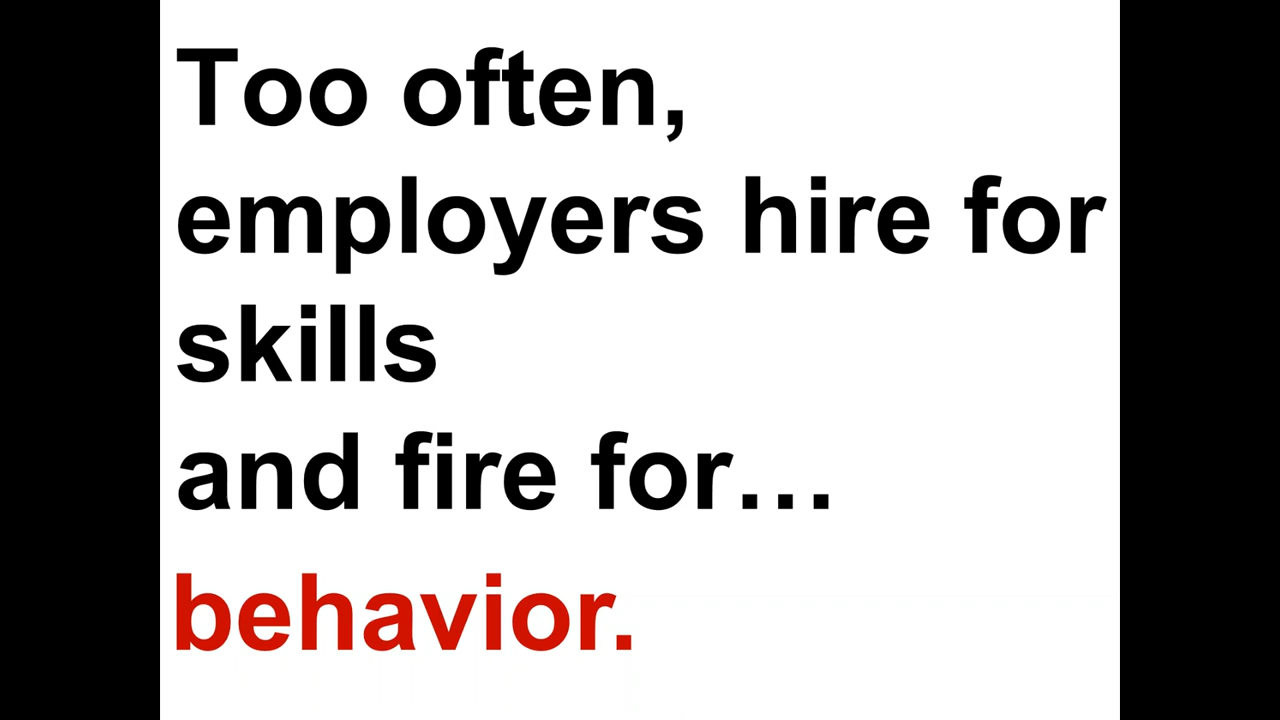 Too often,
employers hire for
skills
and fire for…
behavior.